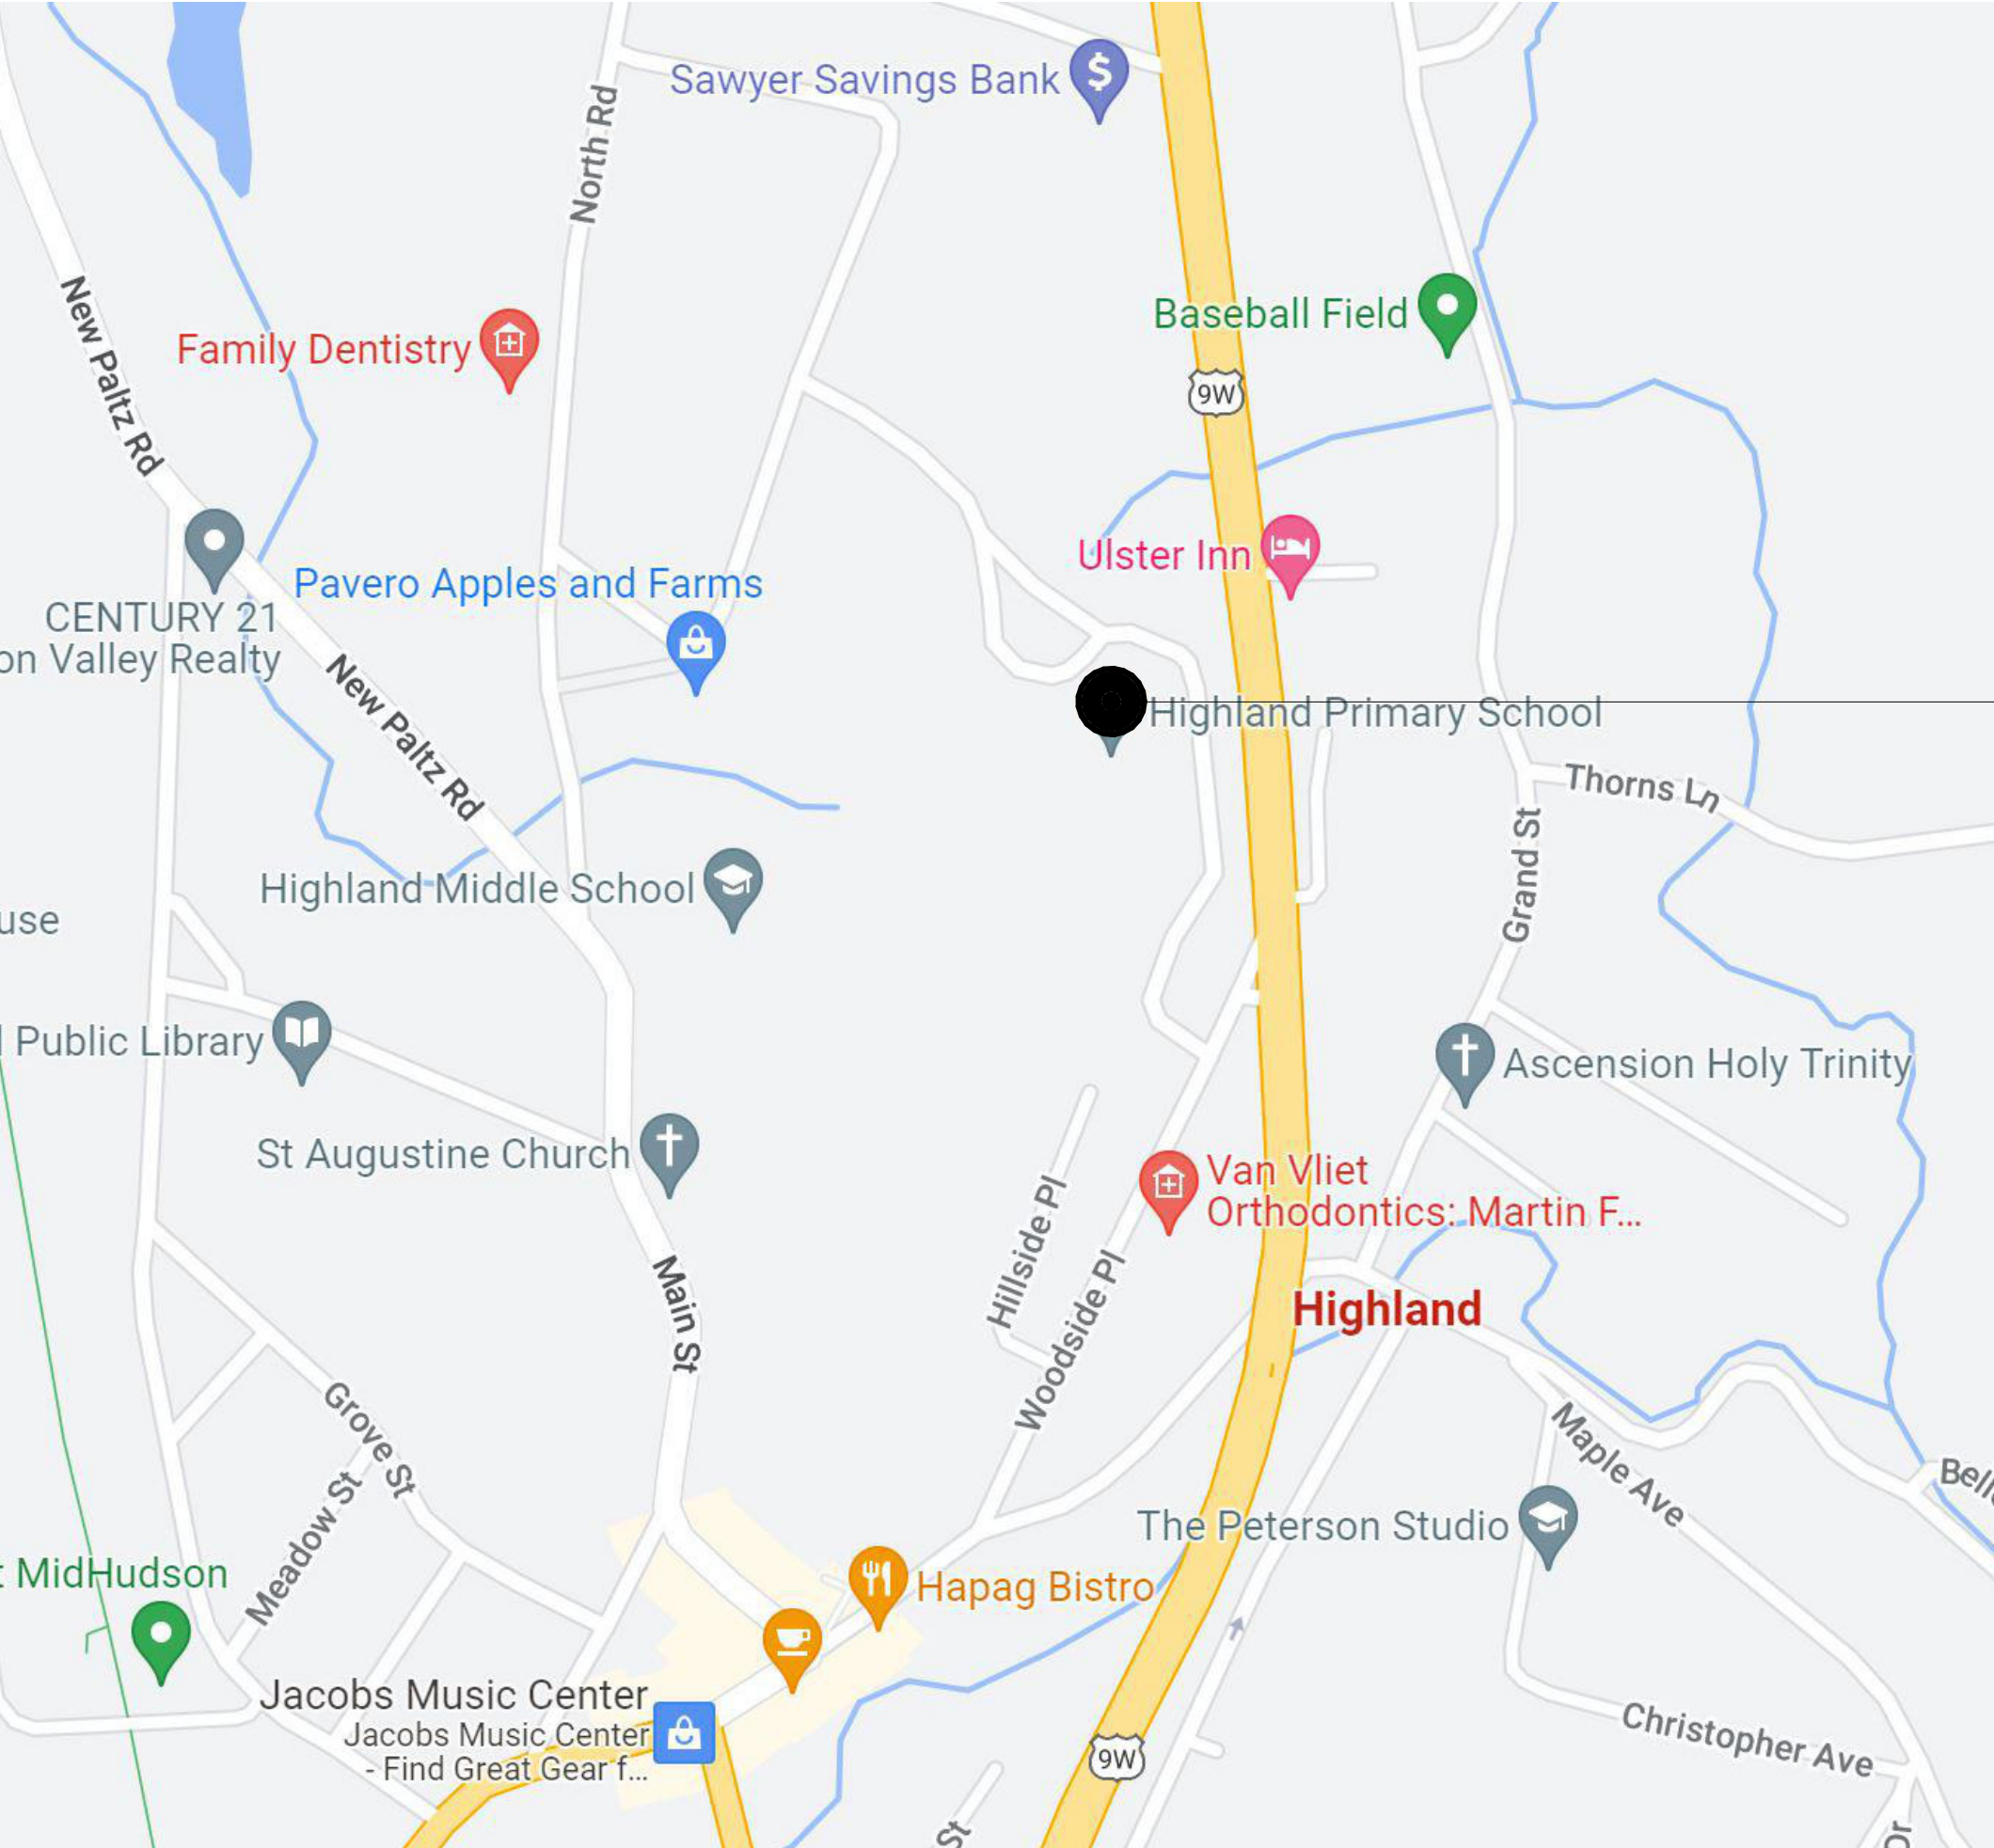 Sawyer Savings Bank
$
North Rd
New Paltz Rd
Baseball Field
Family Dentistry
9W
Ulster Inn
Pavero Apples and Farms
CENTURY 21
on Valley Realty
New Paltz Rd
Highland Primary School
Thorns Ln
Grand St
Highland Middle School
use
Public Library
Ascension Holy Trinity
St Augustine Church
Van Vliet
Orthodontics: Martin F...
Hillside Pl
Woodside Pl
Main St
Highland
Grove St
Maple Ave
Meadow St
Bell
The Peterson Studio
MidHudson
Hapag Bistro
Jacobs Music Center
Jacobs Music Center
- Find Great Gear f...
Christopher Ave
9W
St
Dr